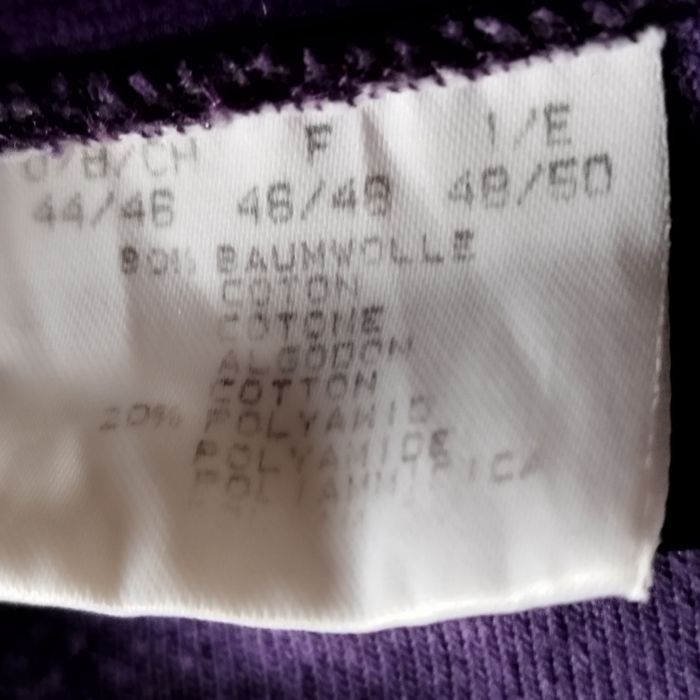 D/B/CH F I/E
44/46 46/48 48/50
80% BAUMWOLLE
COTON
COTONE
ALGODON
COTTON
20% POLYAMID
POLYAMIDE